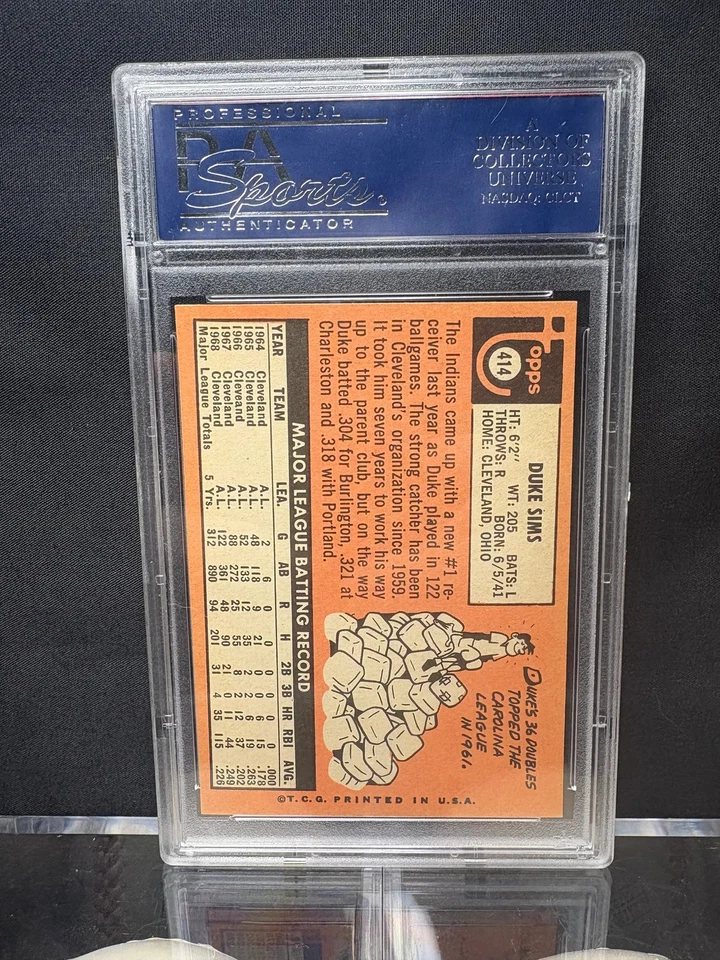 PROFESSIONAL
PSA
Sports
AUTHENTICATOR
A
DIVISION OF
COLLECTORS
UNIVERSE
NASDAQ: CLCT
Topps
414
DUKE SIMS
HT: 6'2" WT: 205 BATS: L
THROWS: R BORN: 6/5/41
HOME: CLEVELAND, OHIO
The Indians came up with a new #1 re-
ceiver last year as Duke played in 122
ballgames. The strong catcher has been
in Cleveland's organization since 1959.
It took him seven years to work his way
up to the parent club, but on the way
Duke batted .304 for Burlington, .321 at
Charleston and .318 with Portland.
DUKE'S 36 DOUBLES
TOPPED THE
CAROLINA
LEAGUE
IN 1961.
MAJOR LEAGUE BATTING RECORD
YEAR TEAM LEA. G AB R H 2B 3B HR RBI AVG.
1964 Cleveland A.L. 2 6 0 0 0 0 0 0 .000
1965 Cleveland A.L. 48 118 9 21 0 0 6 15 .178
1966 Cleveland A.L. 52 133 12 35 2 2 6 19 .263
1967 Cleveland A.L. 88 272 25 55 8 2 12 37 .202
1968 Cleveland A.L. 122 361 48 90 21 0 11 44 .249
Major League Totals 5 Yrs. 312 890 94 201 31 4 35 115 .226
©T.C.G. PRINTED IN U.S.A.